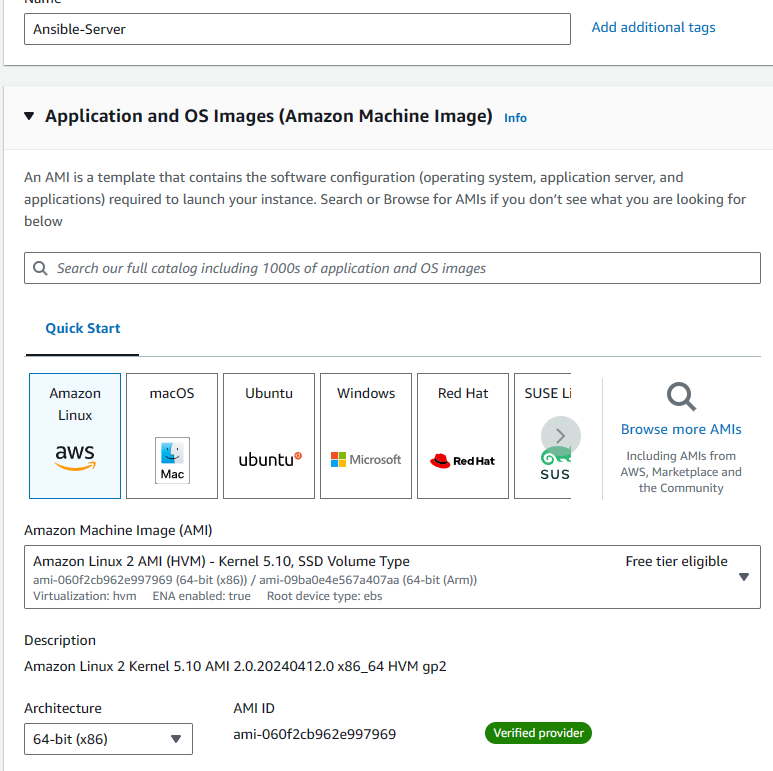 Name
Ansible-Server
Add additional tags
Application and OS Images (Amazon Machine Image) Info
An AMI is a template that contains the software configuration (operating system, application server, and
applications) required to launch your instance. Search or Browse for AMIs if you don’t see what you are looking for
below
Search our full catalog including 1000s of application and OS images
Quick Start
Amazon
Linux
aws
macOS
Mac
Ubuntu
ubuntu
Windows
Microsoft
Red Hat
Red Hat
SUSE Li
SUS
Browse more AMIs
Including AMIs from
AWS, Marketplace and
the Community
Amazon Machine Image (AMI)
Amazon Linux 2 AMI (HVM) - Kernel 5.10, SSD Volume Type
Free tier eligible
ami-060f2cb962e997969 (64-bit (x86)) / ami-09ba0e4e567a407aa (64-bit (Arm))
Virtualization: hvm ENA enabled: true Root device type: ebs
Description
Amazon Linux 2 Kernel 5.10 AMI 2.0.20240412.0 x86_64 HVM gp2
Architecture
64-bit (x86)
AMI ID
ami-060f2cb962e997969
Verified provider